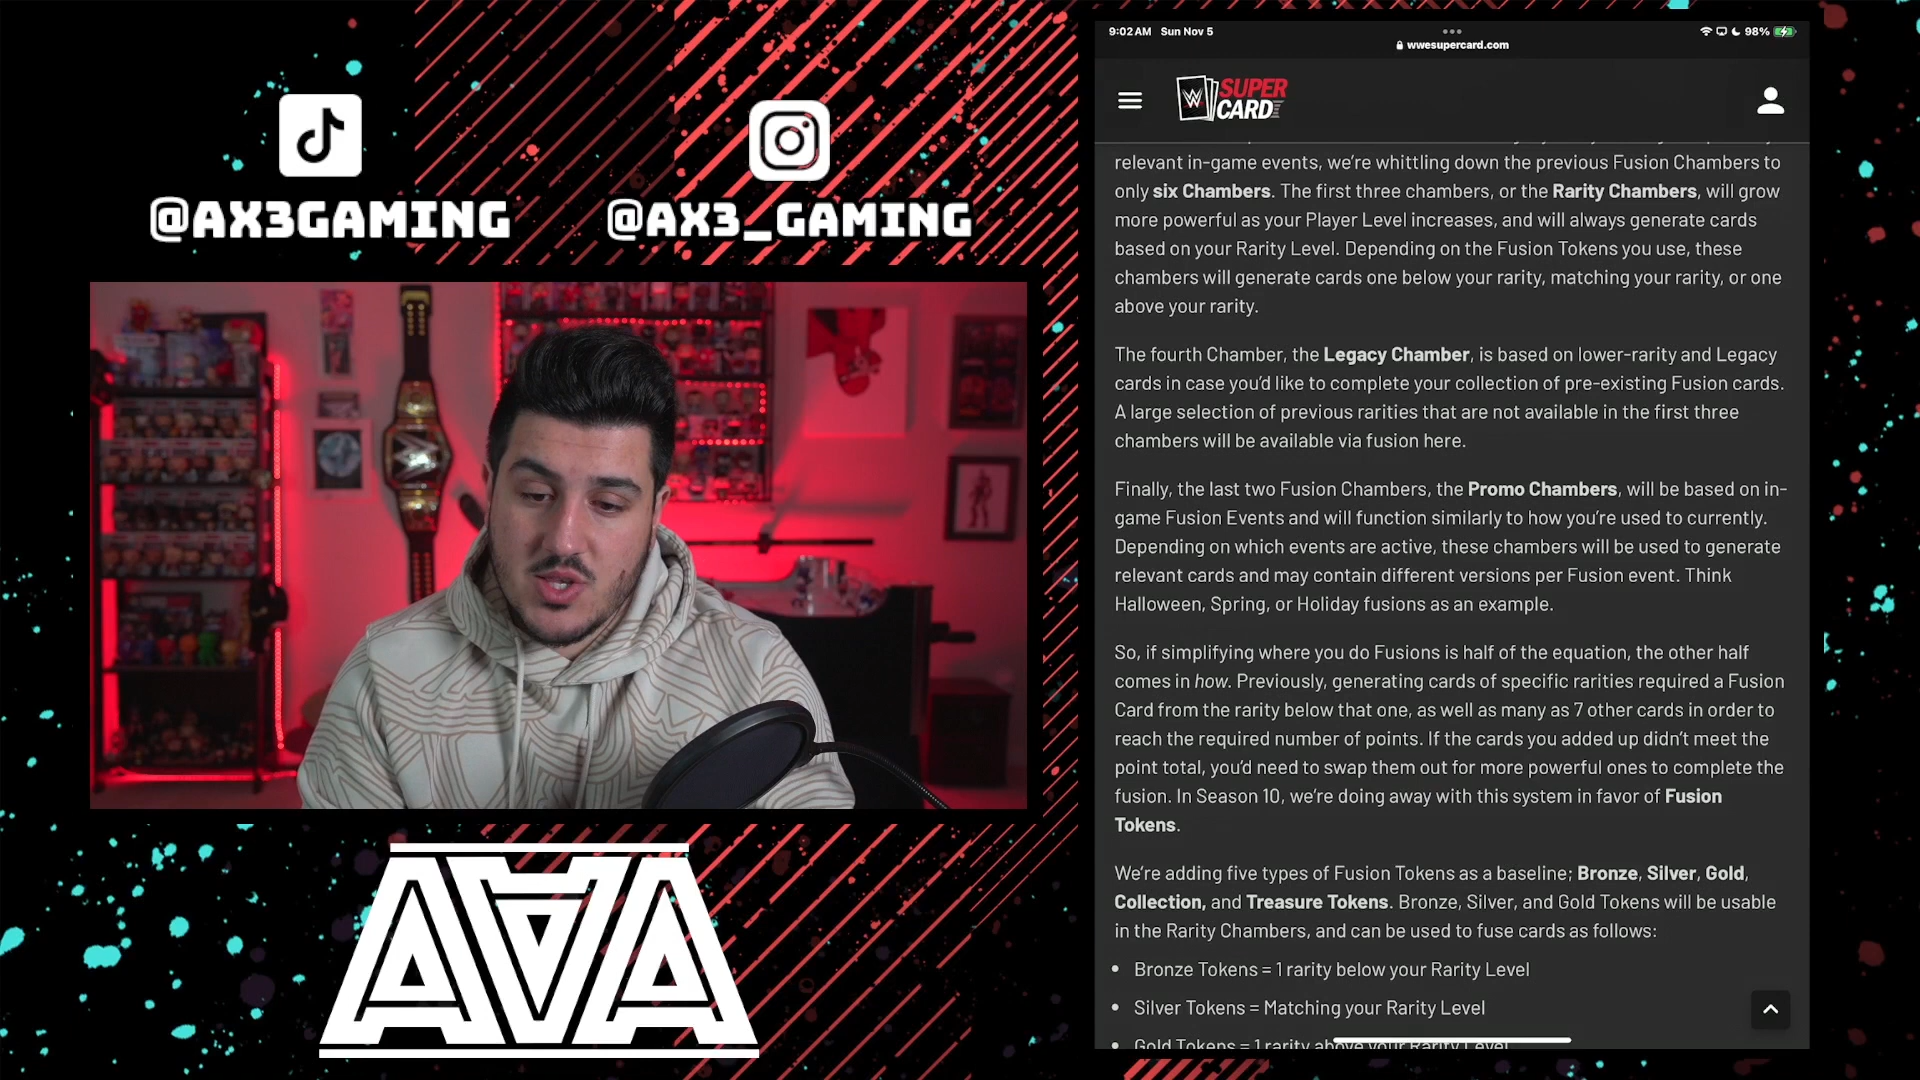 @AX3GAMING
@AX3_GAMING
9:02 AM Sun Nov 5
wwesupercard.com
98%
SUPER
CARD
relevant in-game events, we're whittling down the previous Fusion Chambers to
only six Chambers. The first three chambers, or the Rarity Chambers, will grow
more powerful as your Player Level increases, and will always generate cards
based on your Rarity Level. Depending on the Fusion Tokens you use, these
chambers will generate cards one below your rarity, matching your rarity, or one
above your rarity.
The fourth Chamber, the Legacy Chamber, is based on lower-rarity and Legacy
cards in case you'd like to complete your collection of pre-existing Fusion cards.
A large selection of previous rarities that are not available in the first three
chambers will be available via fusion here.
Finally, the last two Fusion Chambers, the Promo Chambers, will be based on in-
game Fusion Events and will function similarly to how you're used to currently.
Depending on which events are active, these chambers will be used to generate
relevant cards and may contain different versions per Fusion event. Think
Halloween, Spring, or Holiday fusions as an example.
So, if simplifying where you do Fusions is half of the equation, the other half
comes in how. Previously, generating cards of specific rarities required a Fusion
Card from the rarity below that one, as well as many as 7 other cards in order to
reach the required number of points. If the cards you added up didn't meet the
point total, you'd need to swap them out for more powerful ones to complete the
fusion. In Season 10, we're doing away with this system in favor of Fusion
Tokens.
We're adding five types of Fusion Tokens as a baseline; Bronze, Silver, Gold,
Collection, and Treasure Tokens. Bronze, Silver, and Gold Tokens will be usable
in the Rarity Chambers, and can be used to fuse cards as follows:
• Bronze Tokens = 1 rarity below your Rarity Level
• Silver Tokens = Matching your Rarity Level
• Gold Tokens = 1 rarity above your Rarity Level